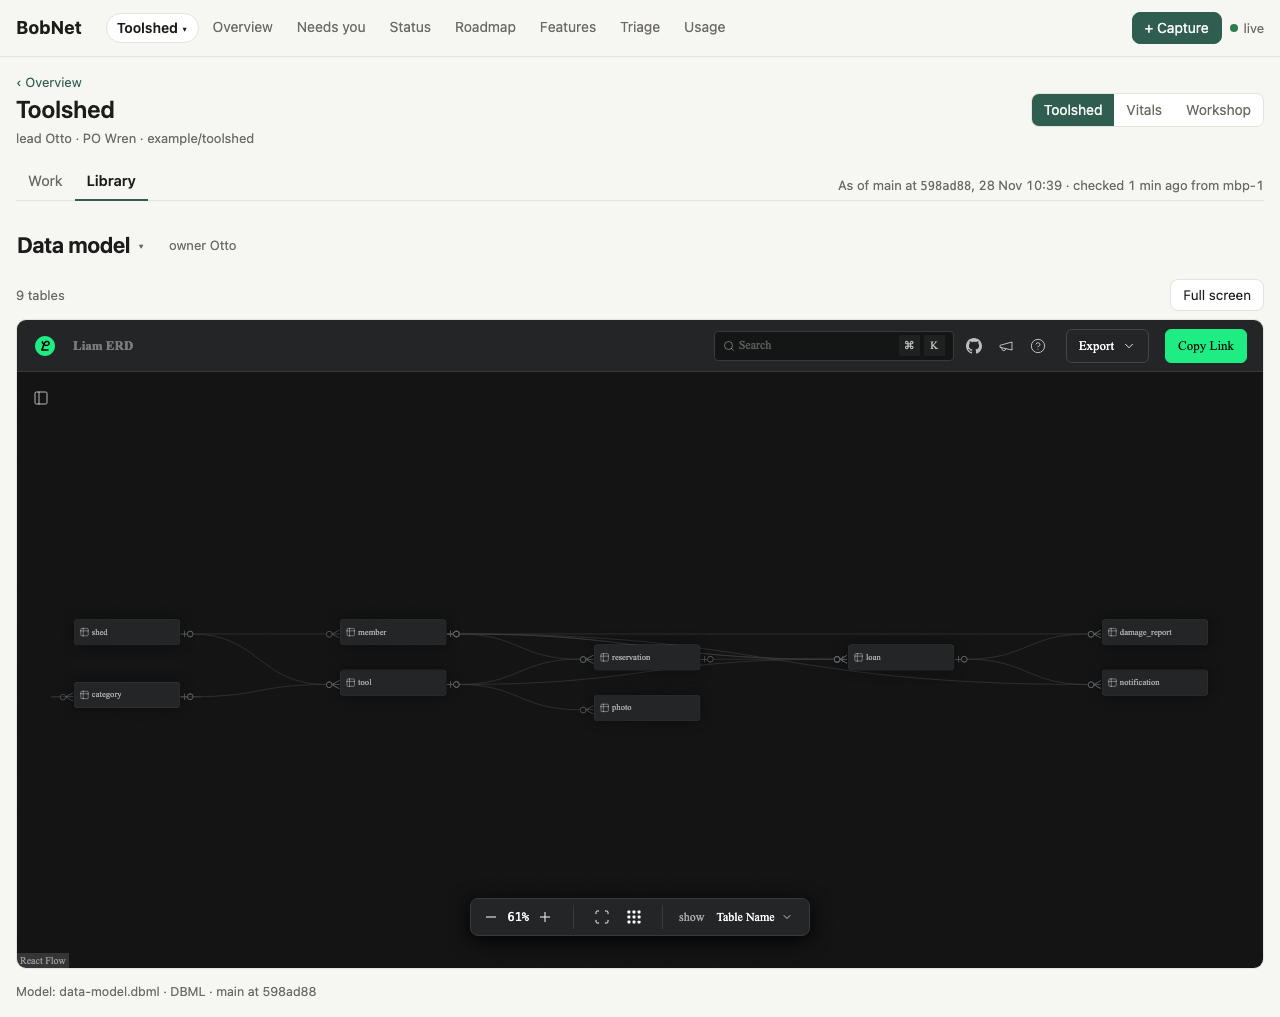 BobNet Toolshed ▾ Overview Needs you Status Roadmap Features Triage Usage + Capture live
‹ Overview
Toolshed
Toolshed Vitals Workshop
lead Otto · PO Wren · example/toolshed
Work Library
As of main at 598ad88, 28 Nov 10:39 · checked 1 min ago from mbp-1
Data model ▾ owner Otto
9 tables
Full screen
Liam ERD Search ⌘ K Export Copy Link
shed
member
damage_report
reservation
loan
category
tool
notification
photo
61% show Table Name
React Flow
Model: data-model.dbml · DBML · main at 598ad88